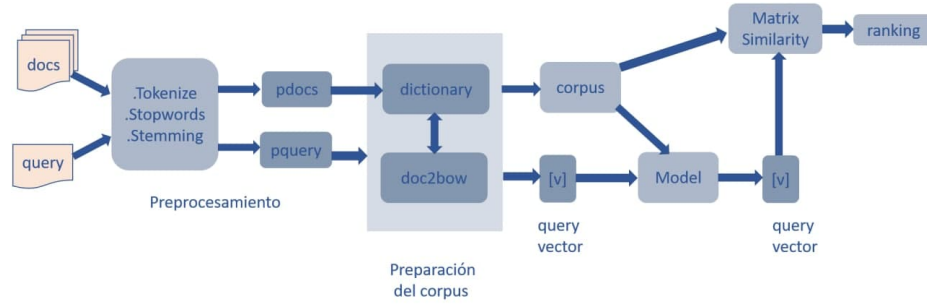 docs
query
.Tokenize
.Stopwords
.Stemming
Preprocesamiento
pdocs
pquery
dictionary
doc2bow
Preparación
del corpus
corpus
[v]
query
vector
Model
[v]
query
vector
Matrix
Similarity
ranking